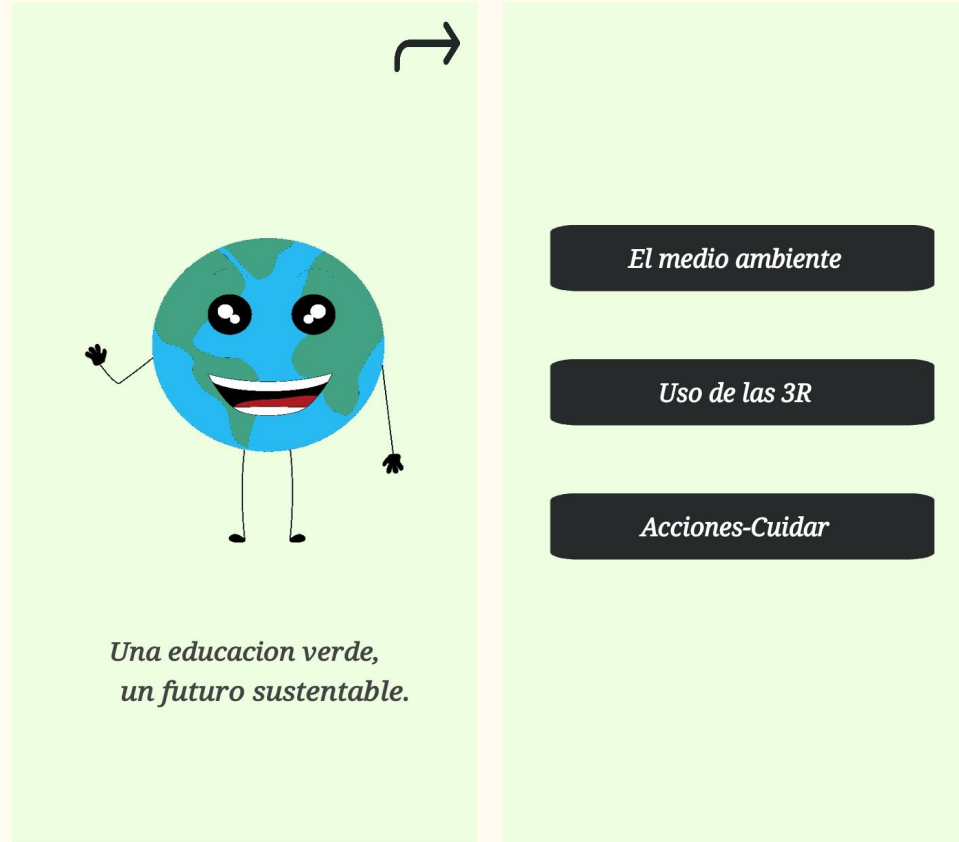 Una educacion verde,
un futuro sustentable.
El medio ambiente
Uso de las 3R
Acciones-Cuidar